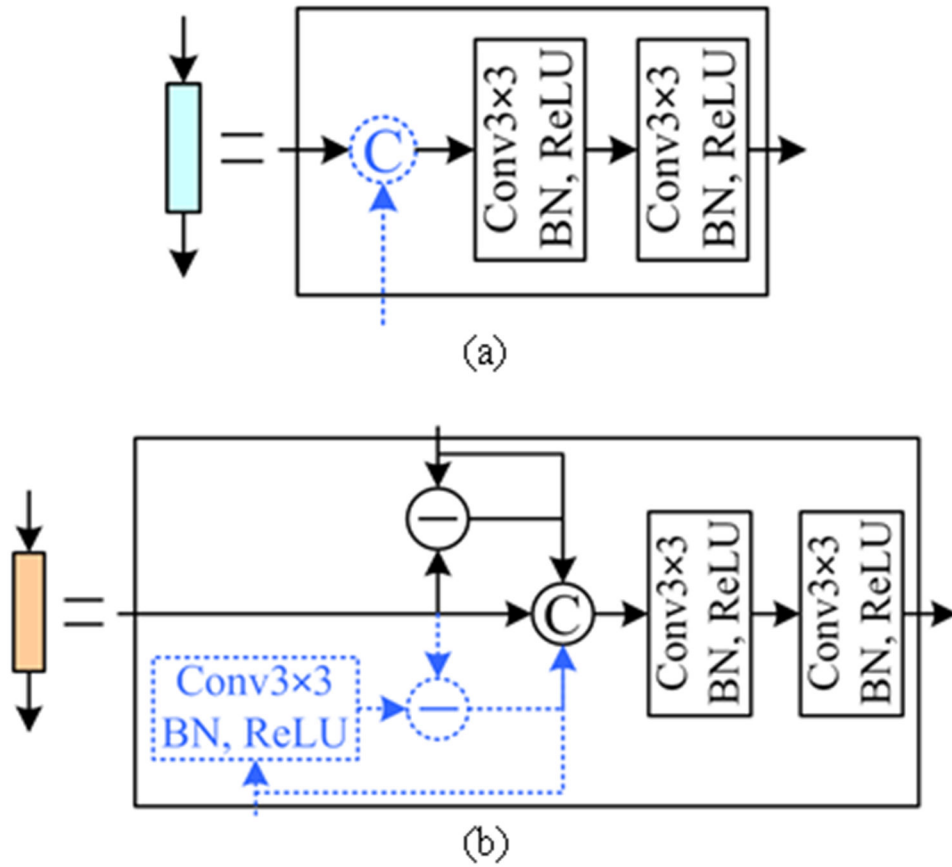 C
Conv3×3
BN, ReLU
Conv3×3
BN, ReLU
(a)
C
Conv3×3
BN, ReLU
Conv3×3
BN, ReLU
Conv3×3
BN, ReLU
(b)